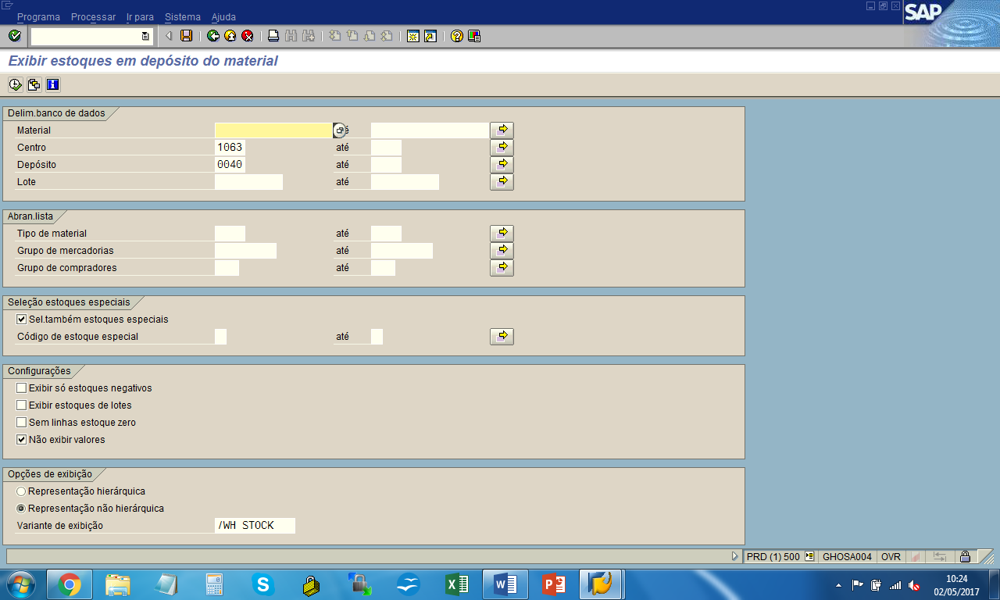 Programa Processar Ir para Sistema Ajuda
SAP
Exibir estoques em depósito do material
Delim.banco de dados
Material
Centro 1063 até
Depósito 0040 até
Lote até
Abran.lista
Tipo de material até
Grupo de mercadorias até
Grupo de compradores até
Seleção estoques especiais
Sel.também estoques especiais
Código de estoque especial até
Configurações
Exibir só estoques negativos
Exibir estoques de lotes
Sem linhas estoque zero
Não exibir valores
Opções de exibição
Representação hierárquica
Representação não hierárquica
Variante de exibição /WH STOCK
PRD (1) 500 GHOSA004 OVR
10:24
02/05/2017